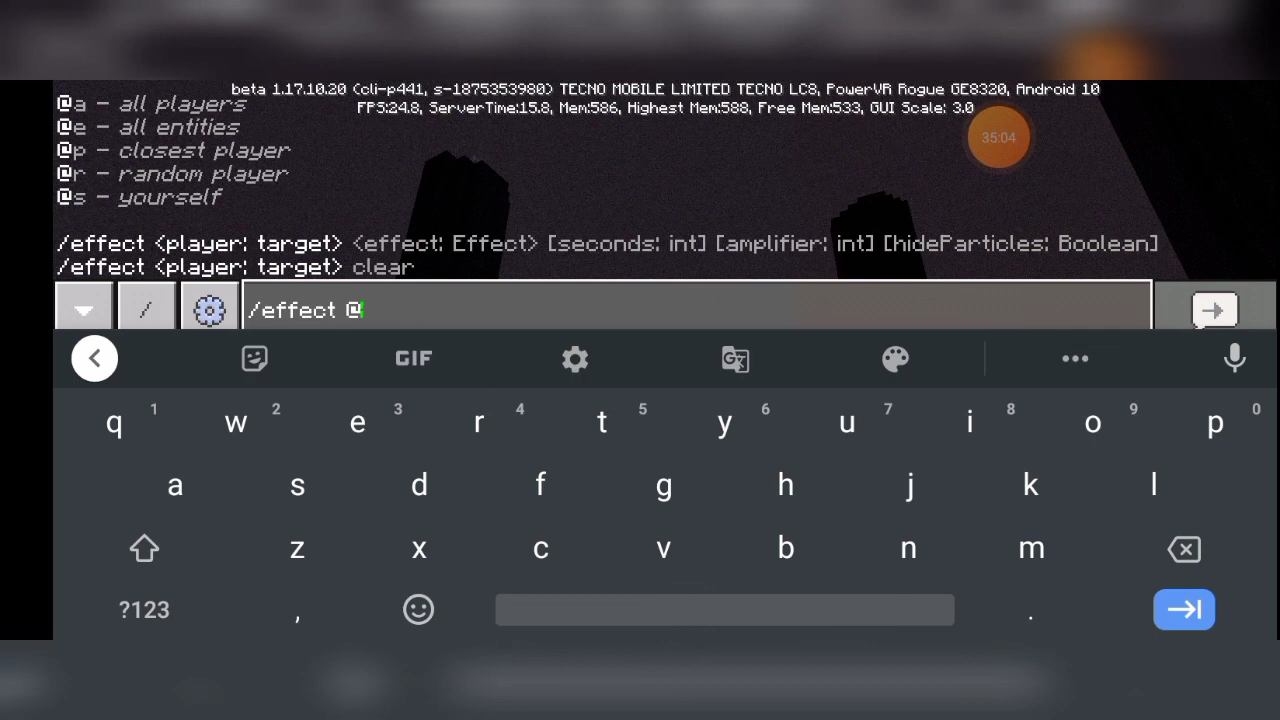 beta 1.17.10.20 (cli-p441, s-1875353980) TECNO MOBILE LIMITED TECNO LC8, PowerVR Rogue GE8320, Android 10
FPS:24.8, ServerTime:15.8, Mem:586, Highest Mem:588, Free Mem:533, GUI Scale: 3.0
@a - all players
@e - all entities
@p - closest player
@r - random player
@s - yourself
35:04
/effect <player: target> <effect: Effect> [seconds: int] [amplifier: int] [hideParticles: Boolean]
/effect <player: target> clear
/ /effect @
GIF
q 1 w 2 e 3 r 4 t 5 y 6 u 7 i 8 o 9 p 0
a s d f g h j k l
z x c v b n m
?123 , .